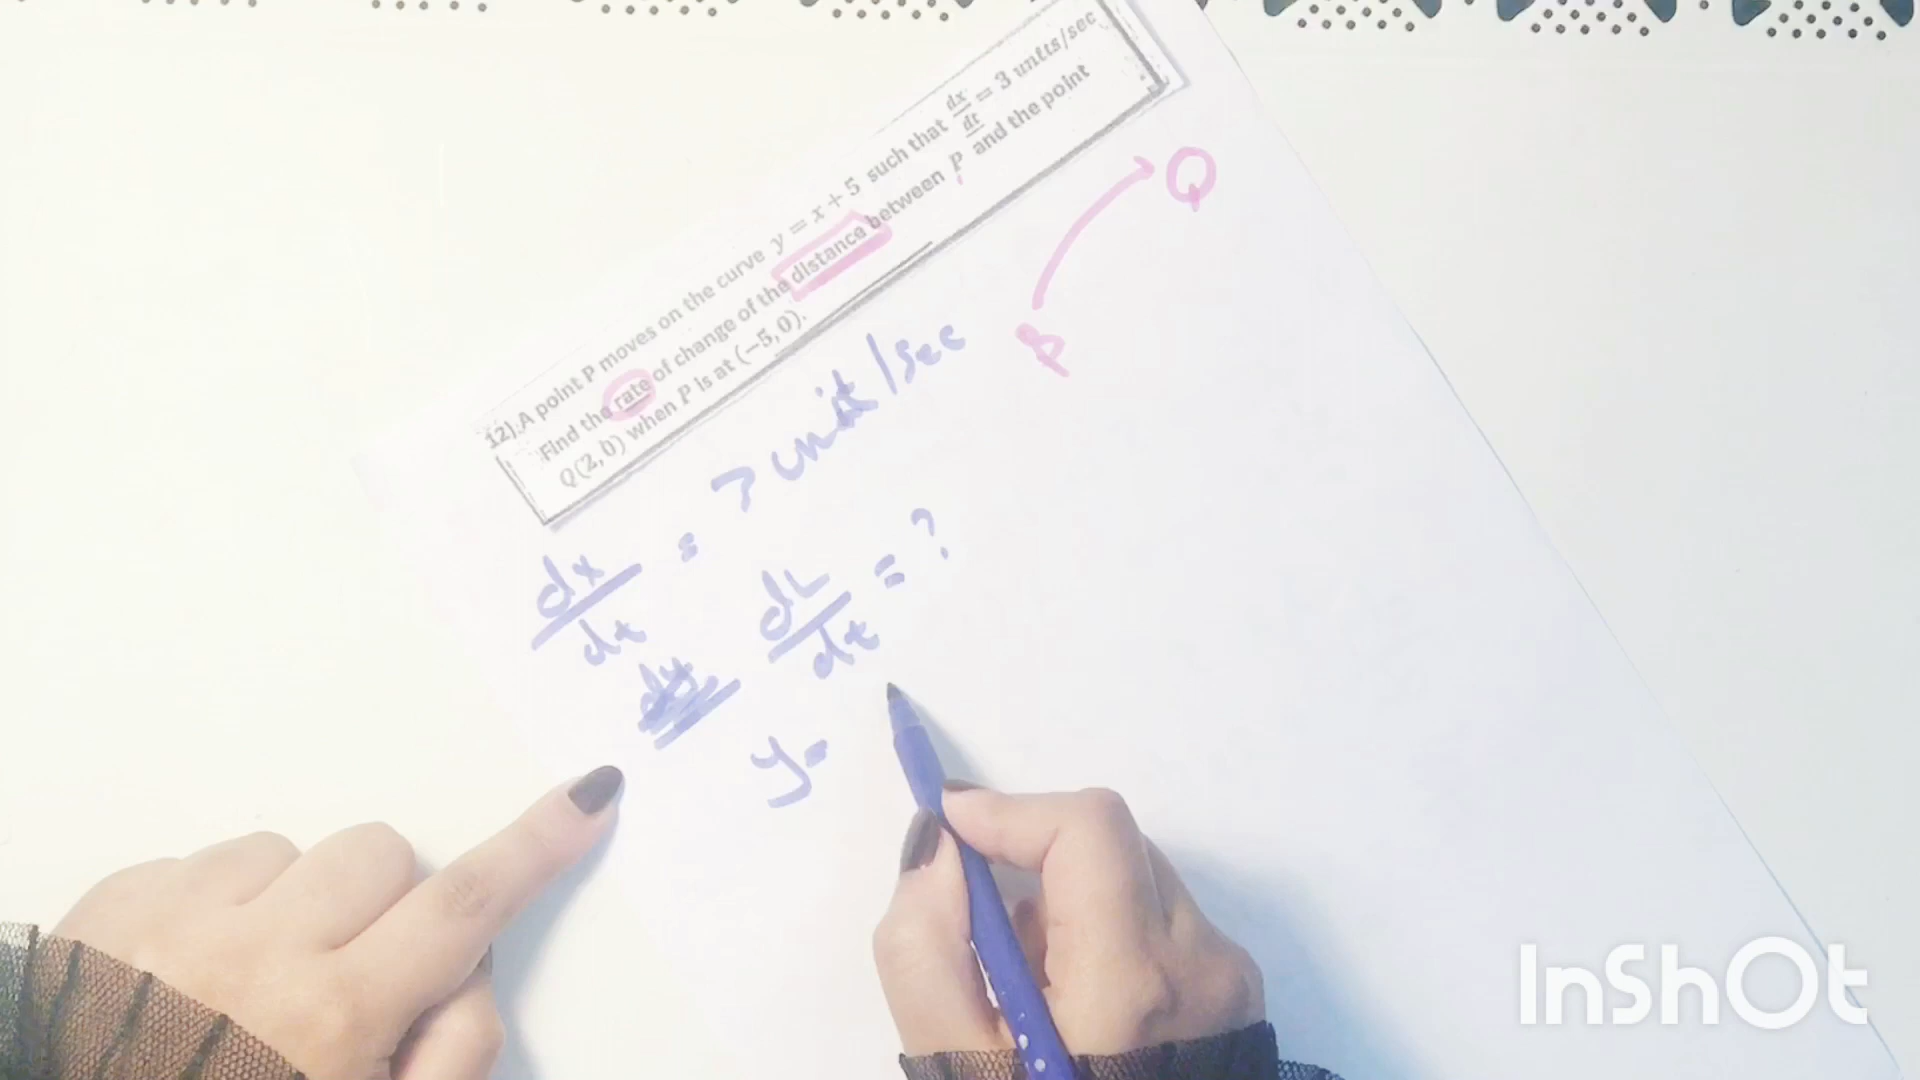 12).A point P moves on the curve y = x + 5 such that dx/dt = 3 units/sec
Find the rate of change of the distance between P and the point
Q(2, 0) when P is at (−5, 0).
Q
P
dx/dt = 3 unit/sec
dL/dt = ?
y=
InShOt